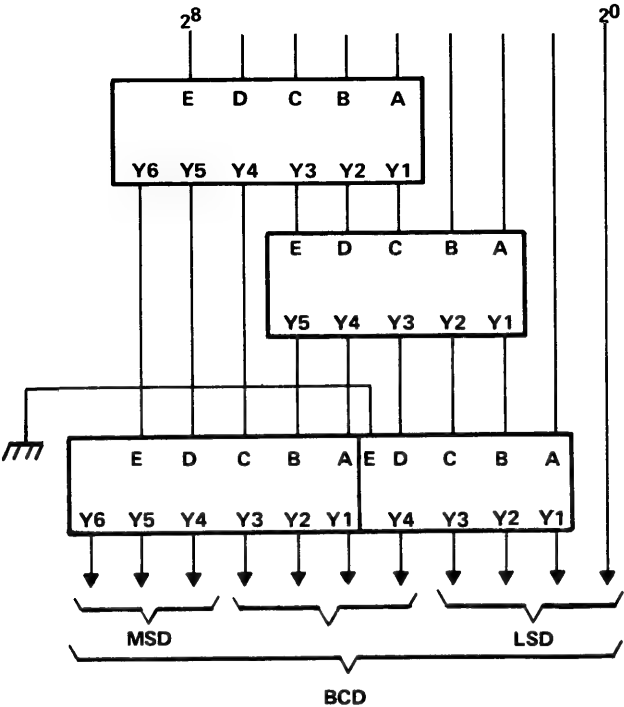 2⁸ 2⁰
E D C B A
Y6 Y5 Y4 Y3 Y2 Y1
E D C B A
Y5 Y4 Y3 Y2 Y1
E D C B A E D C B A
Y6 Y5 Y4 Y3 Y2 Y1 Y4 Y3 Y2 Y1
MSD LSD
BCD